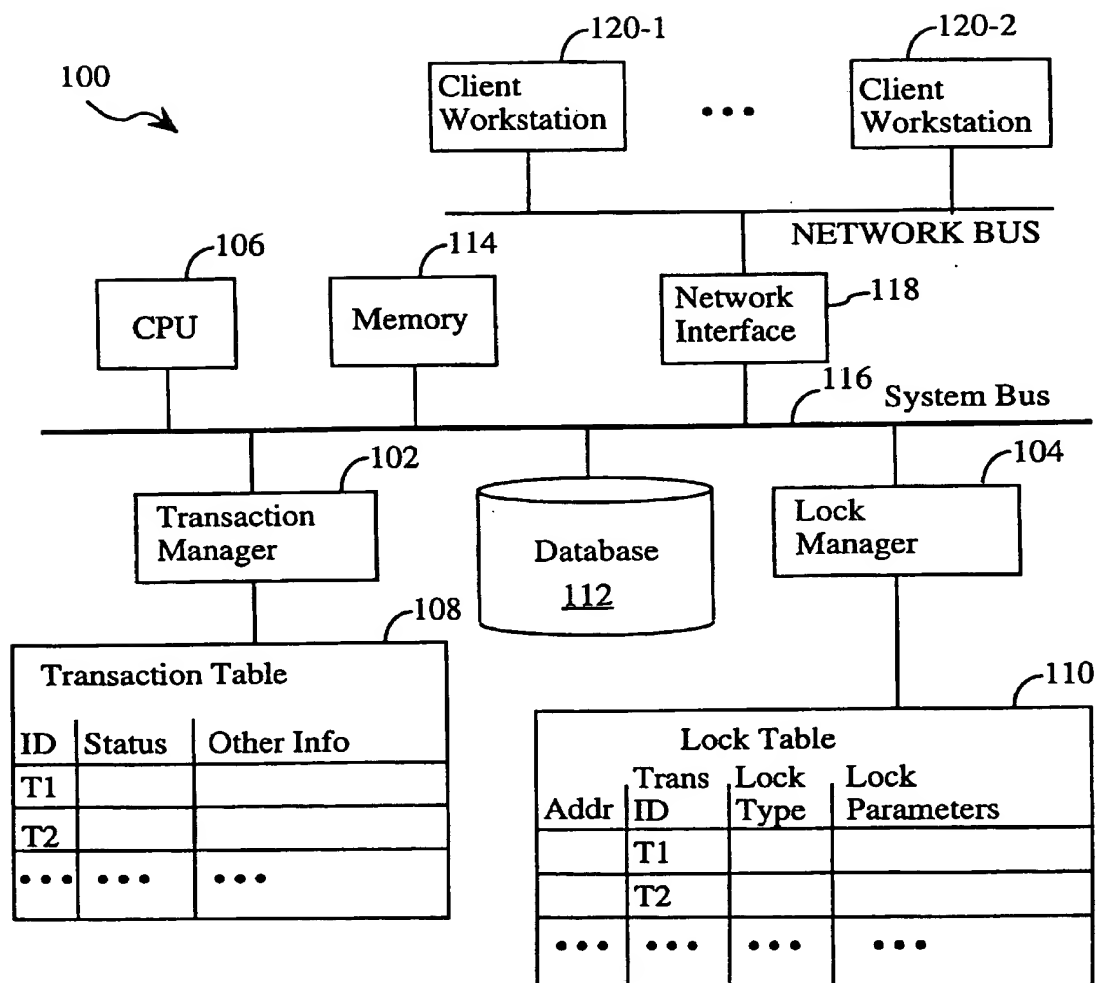 120-1
120-2
100
Client
Workstation
• • •
Client
Workstation
NETWORK BUS
106
114
CPU
Memory
Network
Interface
118
116
System Bus
102
104
Transaction
Manager
Database
112
Lock
Manager
108
Transaction Table
ID Status Other Info
T1
T2
• • • • • • • • •
110
Lock Table
Addr Trans ID Lock Type Lock Parameters
T1
T2
• • • • • • • • • • • •